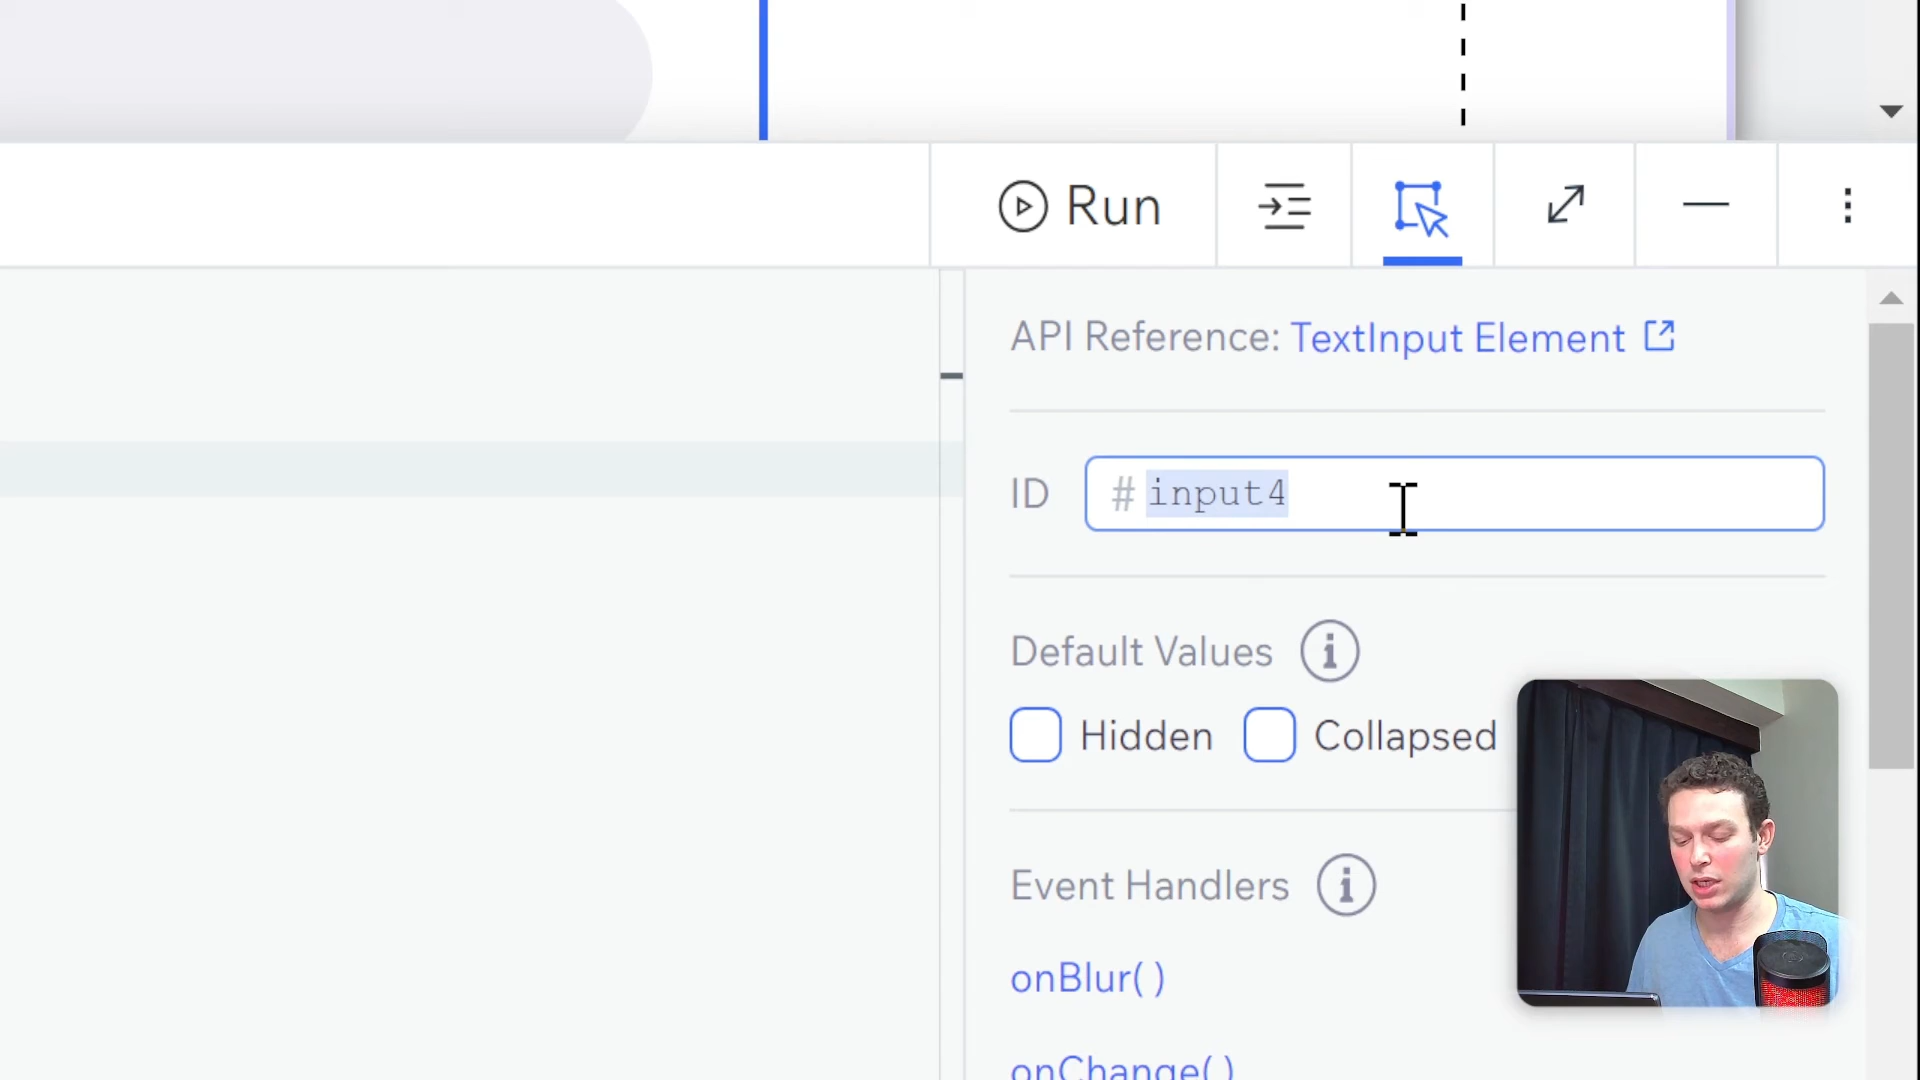 Run
API Reference: TextInput Element
ID # input4
Default Values
Hidden Collapsed
Event Handlers
onBlur( )
onChange( )